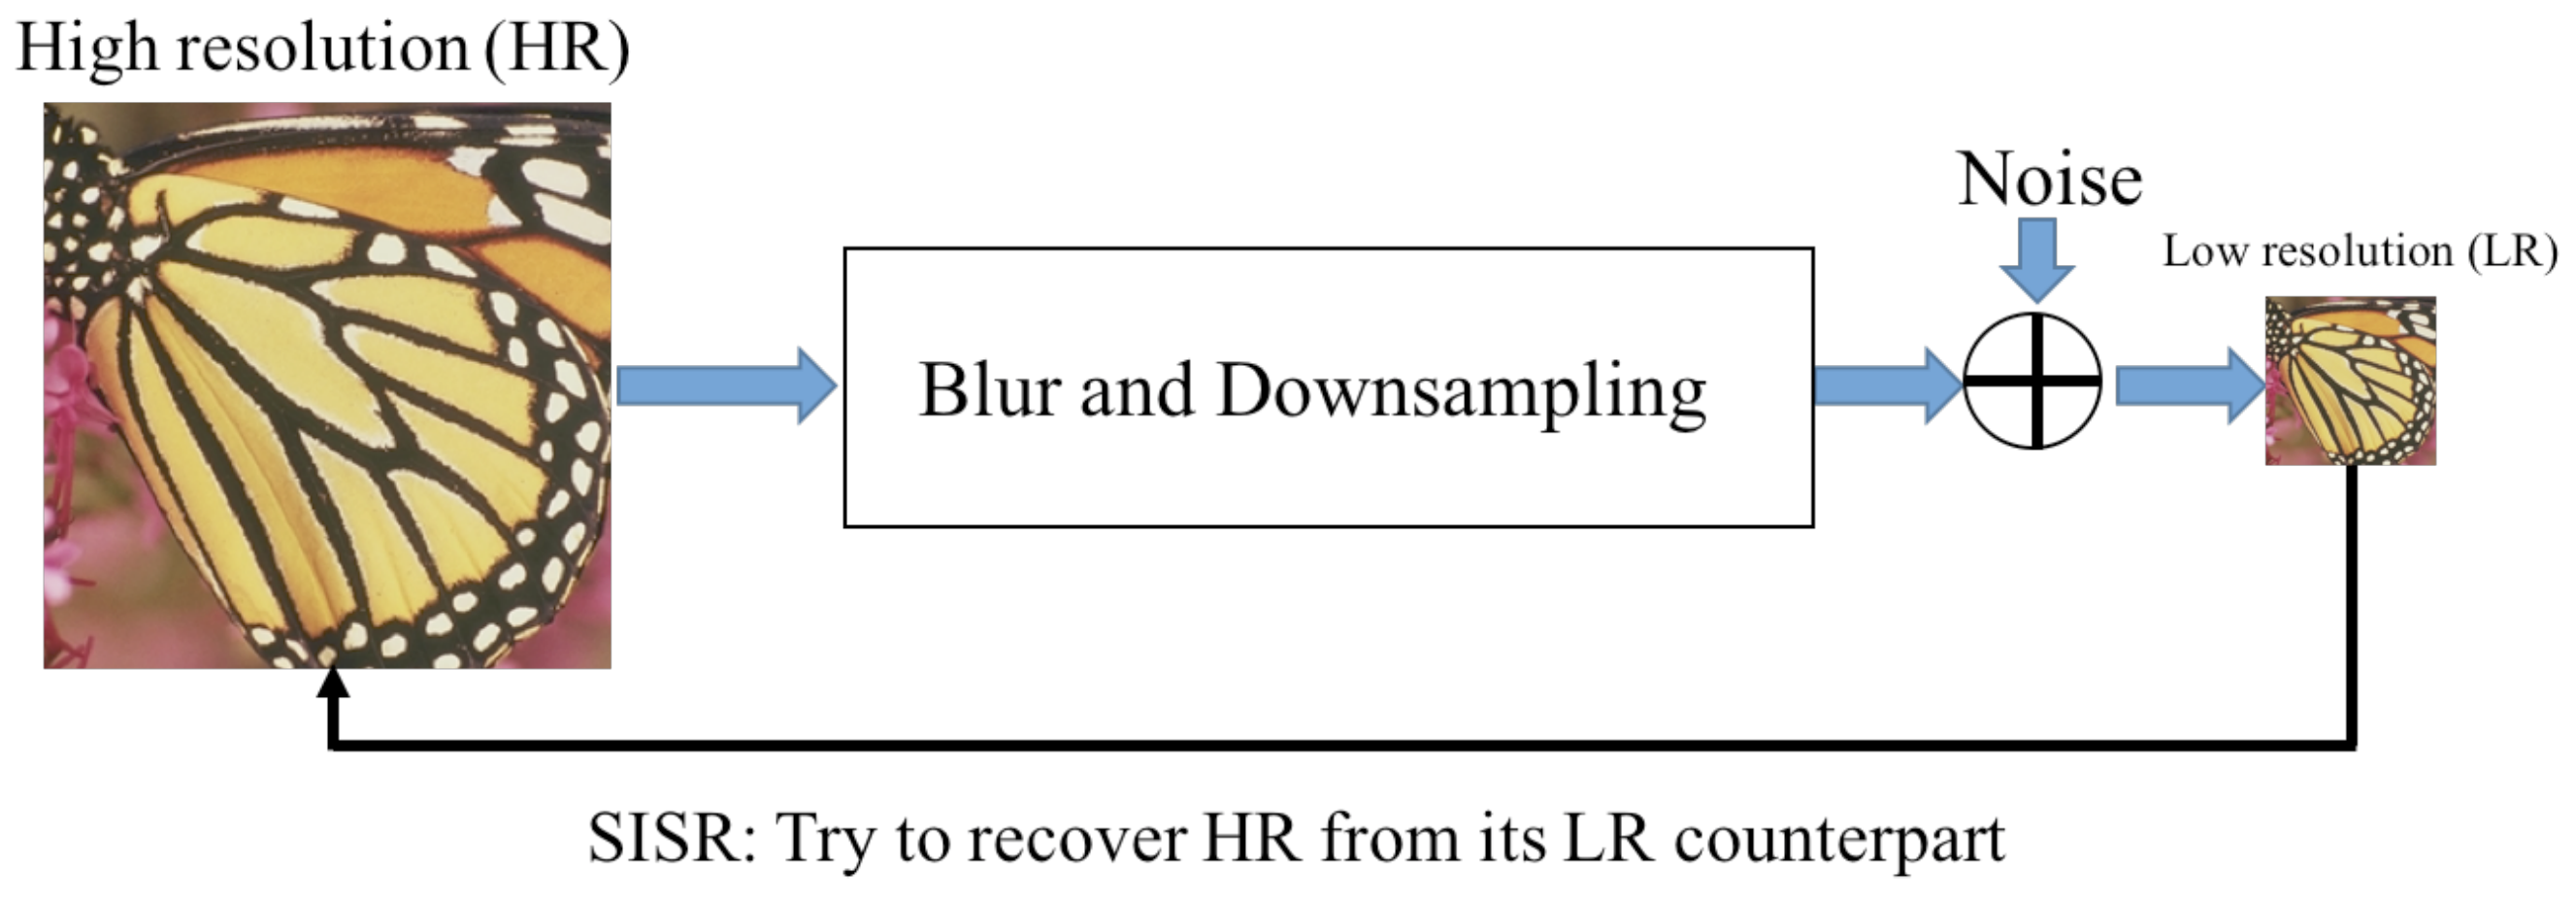 High resolution (HR)
Noise
Low resolution (LR)
Blur and Downsampling
SISR: Try to recover HR from its LR counterpart